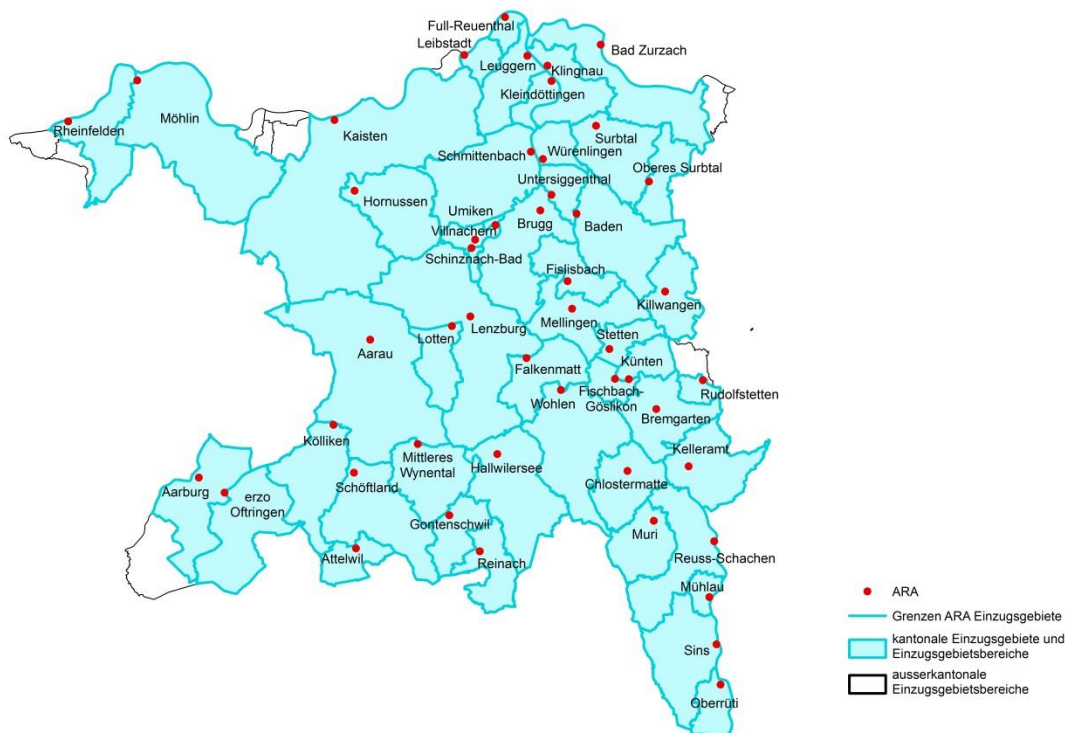 Full-Reuenthal
Leibstadt
Bad Zurzach
Leuggern
Klingnau
Kleindöttingen
Rheinfelden
Möhlin
Kaisten
Surbtal
Schmittenbach
Würenlingen
Oberes Surbtal
Untersiggenthal
Hornussen
Umiken
Brugg
Baden
Villnachern
Schinznach-Bad
Fislisbach
Killwangen
Mellingen
Lenzburg
Lotten
Stetten
Aarau
Künten
Falkenmatt
Wohlen
Fischbach-
Göslikon
Rudolfstetten
Bremgarten
Kölliken
Mittleres
Wynental
Hallwilersee
Kelleramt
Schöftland
Chlostermatte
Aarburg
erzo
Oftringen
Gontenschwil
Muri
Attelwil
Reinach
Reuss-Schachen
Mühlau
Sins
Oberrüti
ARA
Grenzen ARA Einzugsgebiete
kantonale Einzugsgebiete und
Einzugsgebietsbereiche
ausserkantonale
Einzugsgebietsbereiche